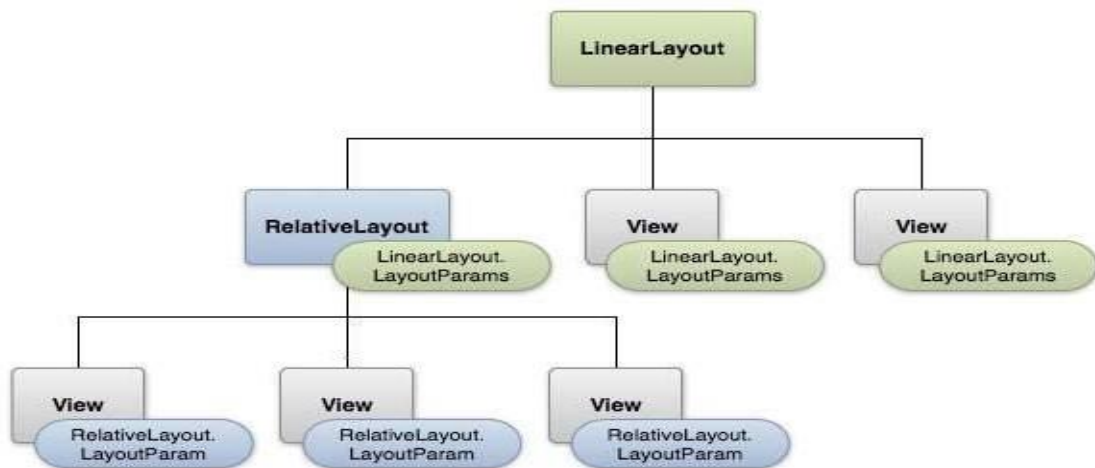 LinearLayout
RelativeLayout
LinearLayout.
LayoutParams
View
LinearLayout.
LayoutParams
View
LinearLayout.
LayoutParams
View
RelativeLayout.
LayoutParam
View
RelativeLayout.
LayoutParam
View
RelativeLayout.
LayoutParam